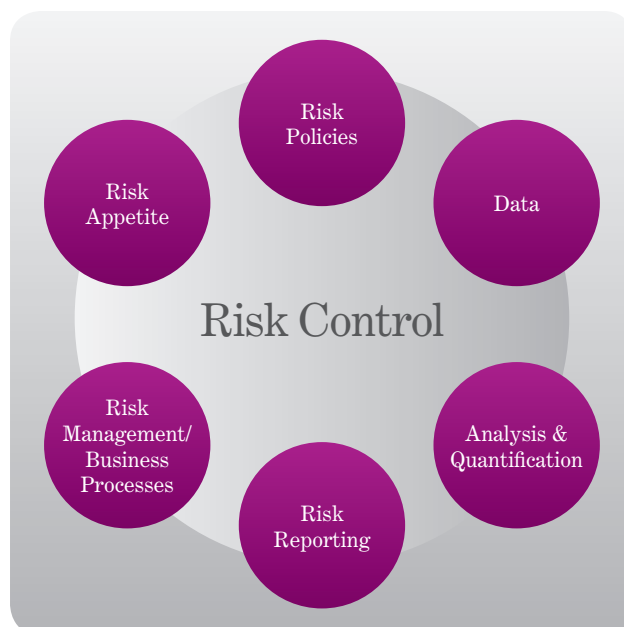 Risk
Policies
Risk
Appetite
Data
Risk Control
Risk
Management/
Business
Processes
Analysis &
Quantification
Risk
Reporting